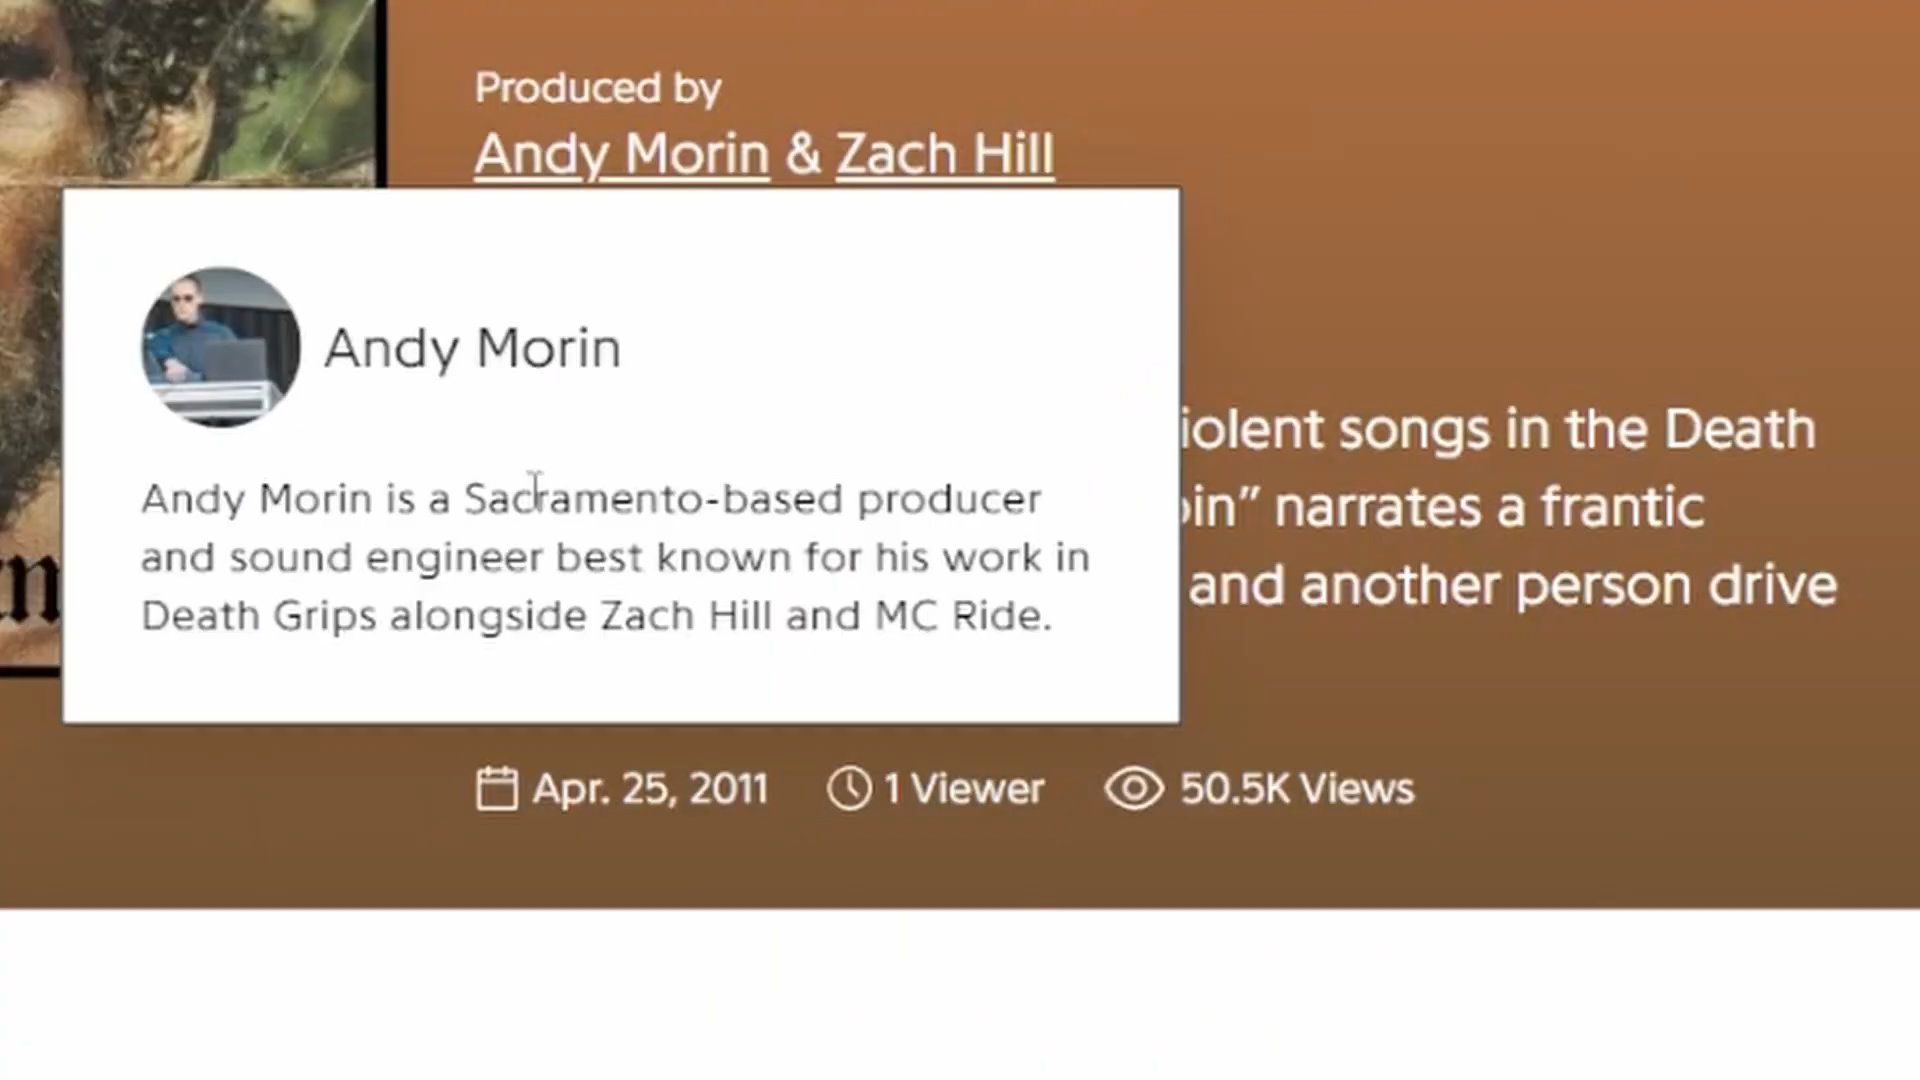 Produced by
Andy Morin & Zach Hill
Andy Morin
Andy Morin is a Sacramento-based producer
and sound engineer best known for his work in
Death Grips alongside Zach Hill and MC Ride.
songs in the Death
narrates a frantic
and another person drive
Apr. 25, 2011 1 Viewer 50.5K Views